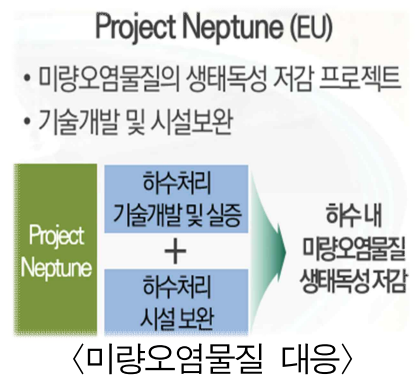 Project Neptune (EU)
• 미량오염물질의 생태독성 저감 프로젝트
• 기술개발 및 시설보완
Project
Neptune
하수처리
기술개발 및 실증
+
하수처리
시설 보완
하수 내
미량오염물질
생태독성 저감
<미량오염물질 대응>